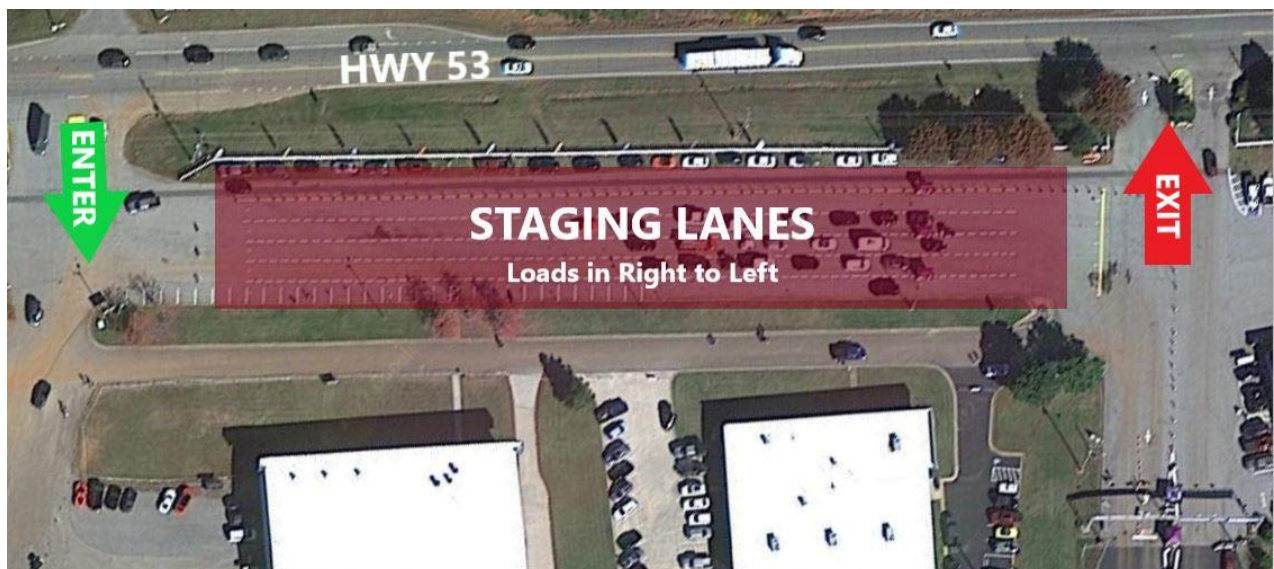 HWY 53
ENTER
STAGING LANES
Loads in Right to Left
EXIT